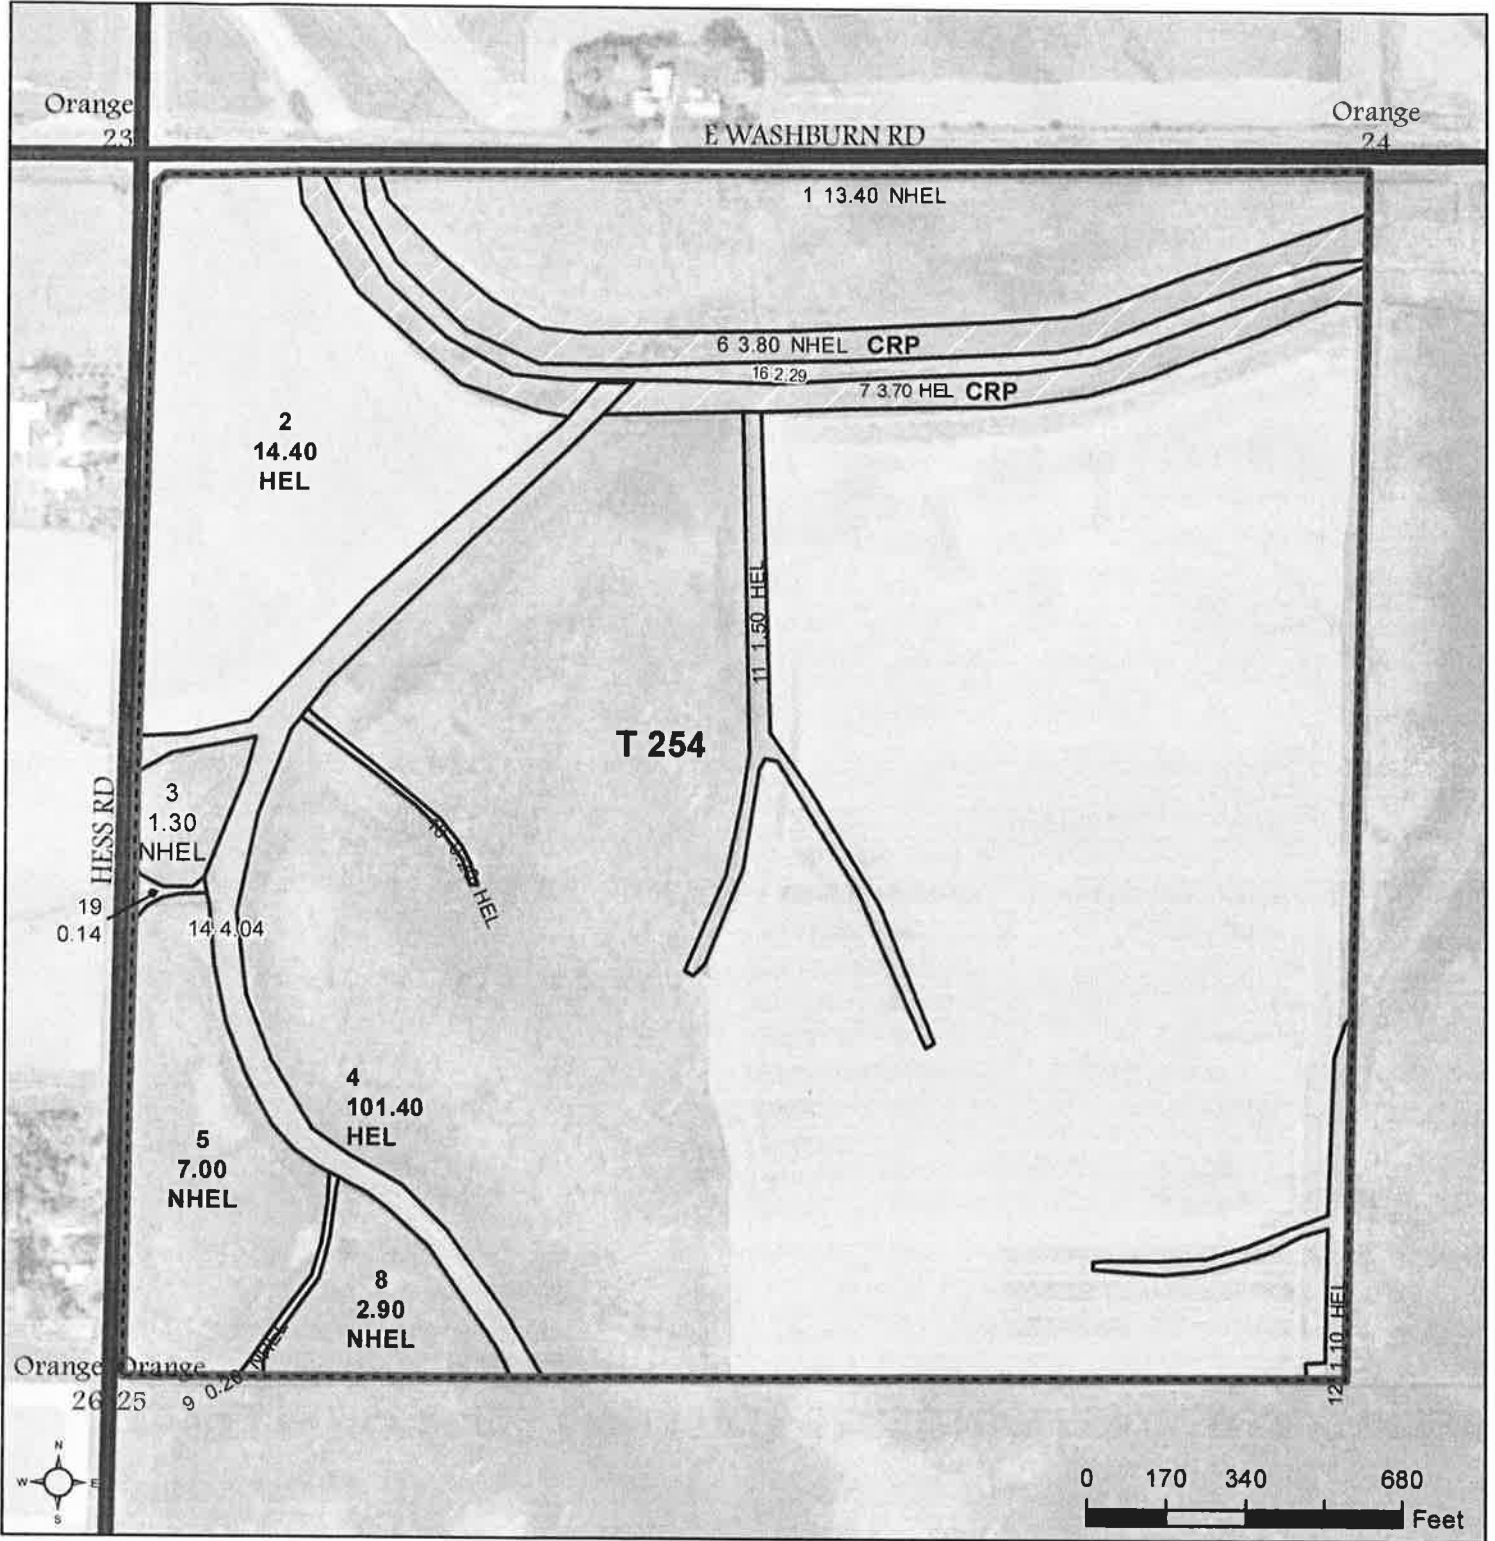 Orange
23
Orange
24
E WASHBURN RD
1 13.40 NHEL
6 3.80 NHEL CRP
16 2.29
7 3.70 HEL CRP
2
14.40
HEL
11 1.50 HEL
T 254
HESS RD
3
1.30
NHEL
HEL
19
0.14
14 4.04
4
101.40
HEL
5
7.00
NHEL
8
2.90
NHEL
9 0.20 NHEL
12 1.10 HEL
Orange Orange
26 25
N
W E
S
0 170 340 680
Feet